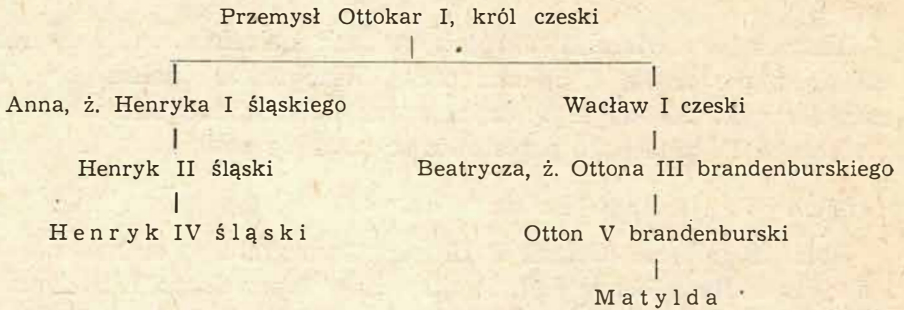 Przemysł Ottokar I, król czeski
Anna, ż. Henryka I śląskiego Wacław I czeski
Henryk II śląski Beatrycza, ż. Ottona III brandenburskiego
Henryk IV śląski Otton V brandenburski
Matylda